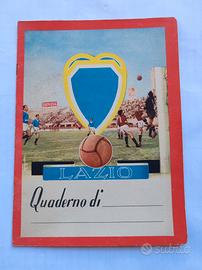 LAZIO
Quaderno di
subito